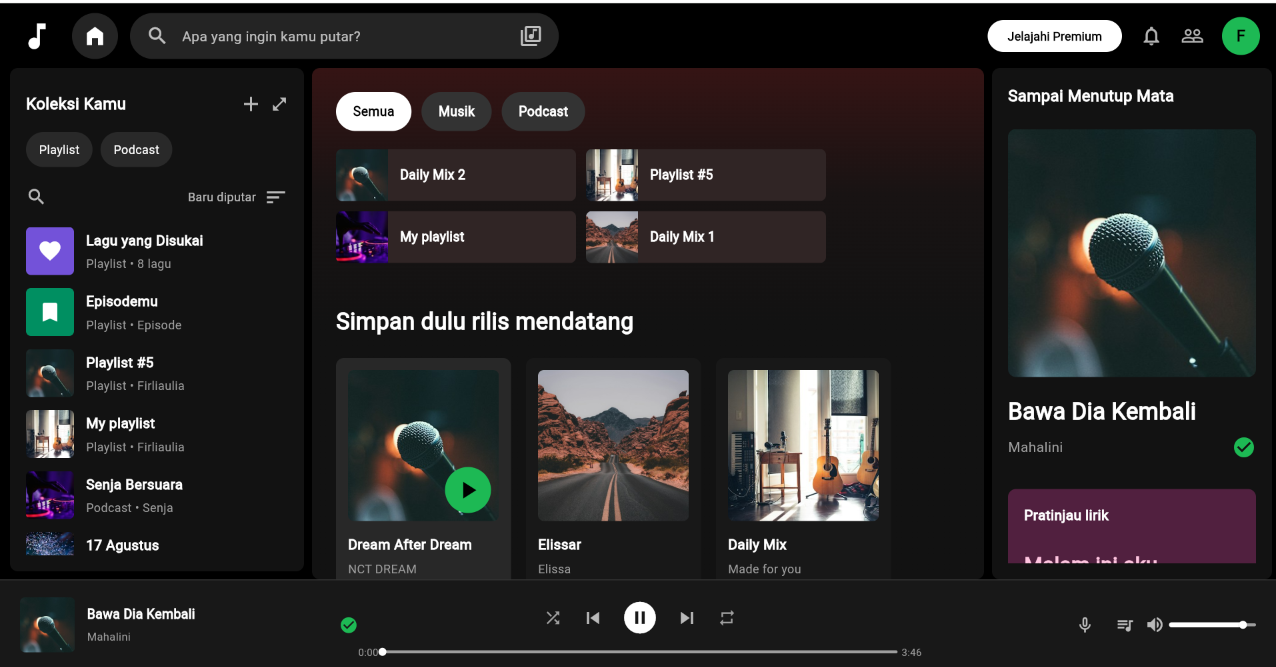 Apa yang ingin kamu putar?
Jelajahi Premium
F
Koleksi Kamu
Playlist
Podcast
Baru diputar
Lagu yang Disukai
Playlist • 8 lagu
Episodemu
Playlist • Episode
Playlist #5
Playlist • Firliaulia
My playlist
Playlist • Firliaulia
Senja Bersuara
Podcast • Senja
17 Agustus
Semua
Musik
Podcast
Daily Mix 2
Playlist #5
My playlist
Daily Mix 1
Simpan dulu rilis mendatang
Dream After Dream
NCT DREAM
Elissar
Elissa
Daily Mix
Made for you
Sampai Menutup Mata
Bawa Dia Kembali
Mahalini
Pratinjau lirik
Malam ini aku
Bawa Dia Kembali
Mahalini
0:00
3:46